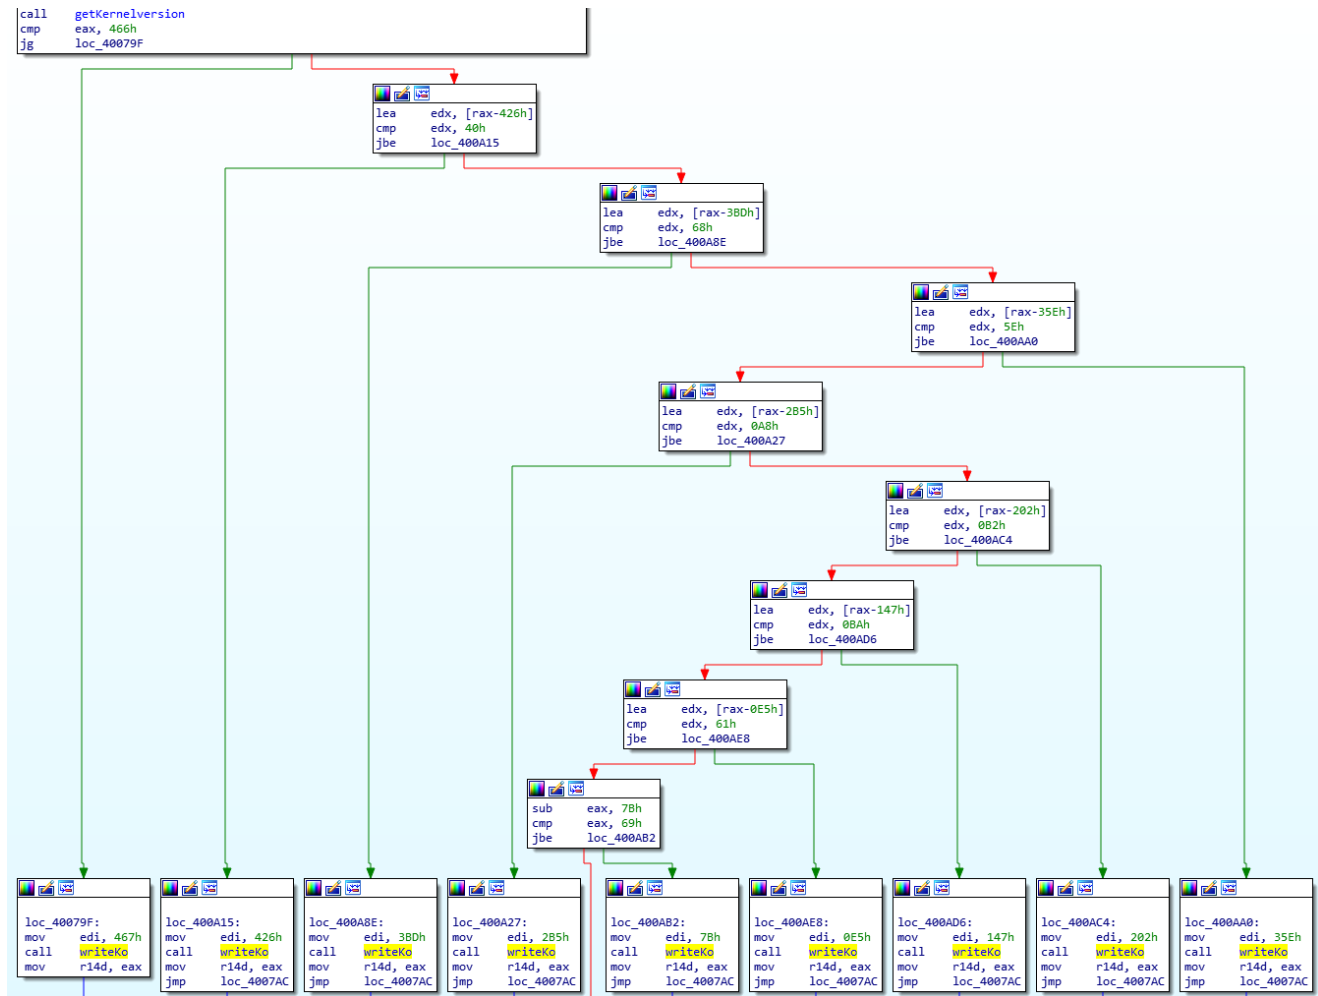 call getKernelversion
cmp eax, 466h
jg loc_40079F
lea edx, [rax-426h]
cmp edx, 40h
jbe loc_400A15
lea edx, [rax-3BDh]
cmp edx, 68h
jbe loc_400A8E
lea edx, [rax-35Eh]
cmp edx, 5Eh
jbe loc_400AA0
lea edx, [rax-2B5h]
cmp edx, 0A8h
jbe loc_400A27
lea edx, [rax-202h]
cmp edx, 0B2h
jbe loc_400AC4
lea edx, [rax-147h]
cmp edx, 0BAh
jbe loc_400AD6
lea edx, [rax-0E5h]
cmp edx, 61h
jbe loc_400AE8
sub eax, 7Bh
cmp eax, 69h
jbe loc_400AB2
loc_40079F:
mov edi, 467h
call writeKo
mov r14d, eax
loc_400A15:
mov edi, 426h
call writeKo
mov r14d, eax
jmp loc_4007AC
loc_400A8E:
mov edi, 3BDh
call writeKo
mov r14d, eax
jmp loc_4007AC
loc_400A27:
mov edi, 2B5h
call writeKo
mov r14d, eax
jmp loc_4007AC
loc_400AB2:
mov edi, 7Bh
call writeKo
mov r14d, eax
jmp loc_4007AC
loc_400AE8:
mov edi, 0E5h
call writeKo
mov r14d, eax
jmp loc_4007AC
loc_400AD6:
mov edi, 147h
call writeKo
mov r14d, eax
jmp loc_4007AC
loc_400AC4:
mov edi, 202h
call writeKo
mov r14d, eax
jmp loc_4007AC
loc_400AA0:
mov edi, 35Eh
call writeKo
mov r14d, eax
jmp loc_4007AC